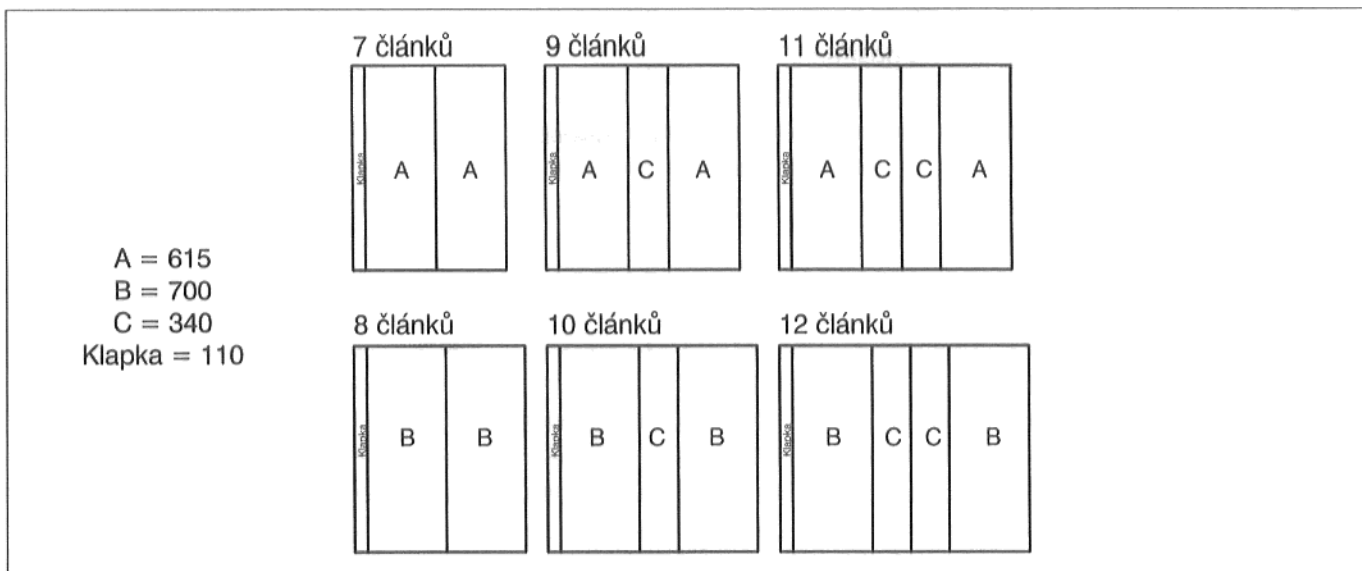 7 článků
9 článků
11 článků
Klapka
A
A
Klapka
A
C
A
Klapka
A
C
C
A
A = 615
B = 700
C = 340
Klapka = 110
8 článků
10 článků
12 článků
Klapka
B
B
Klapka
B
C
B
Klapka
B
C
C
B